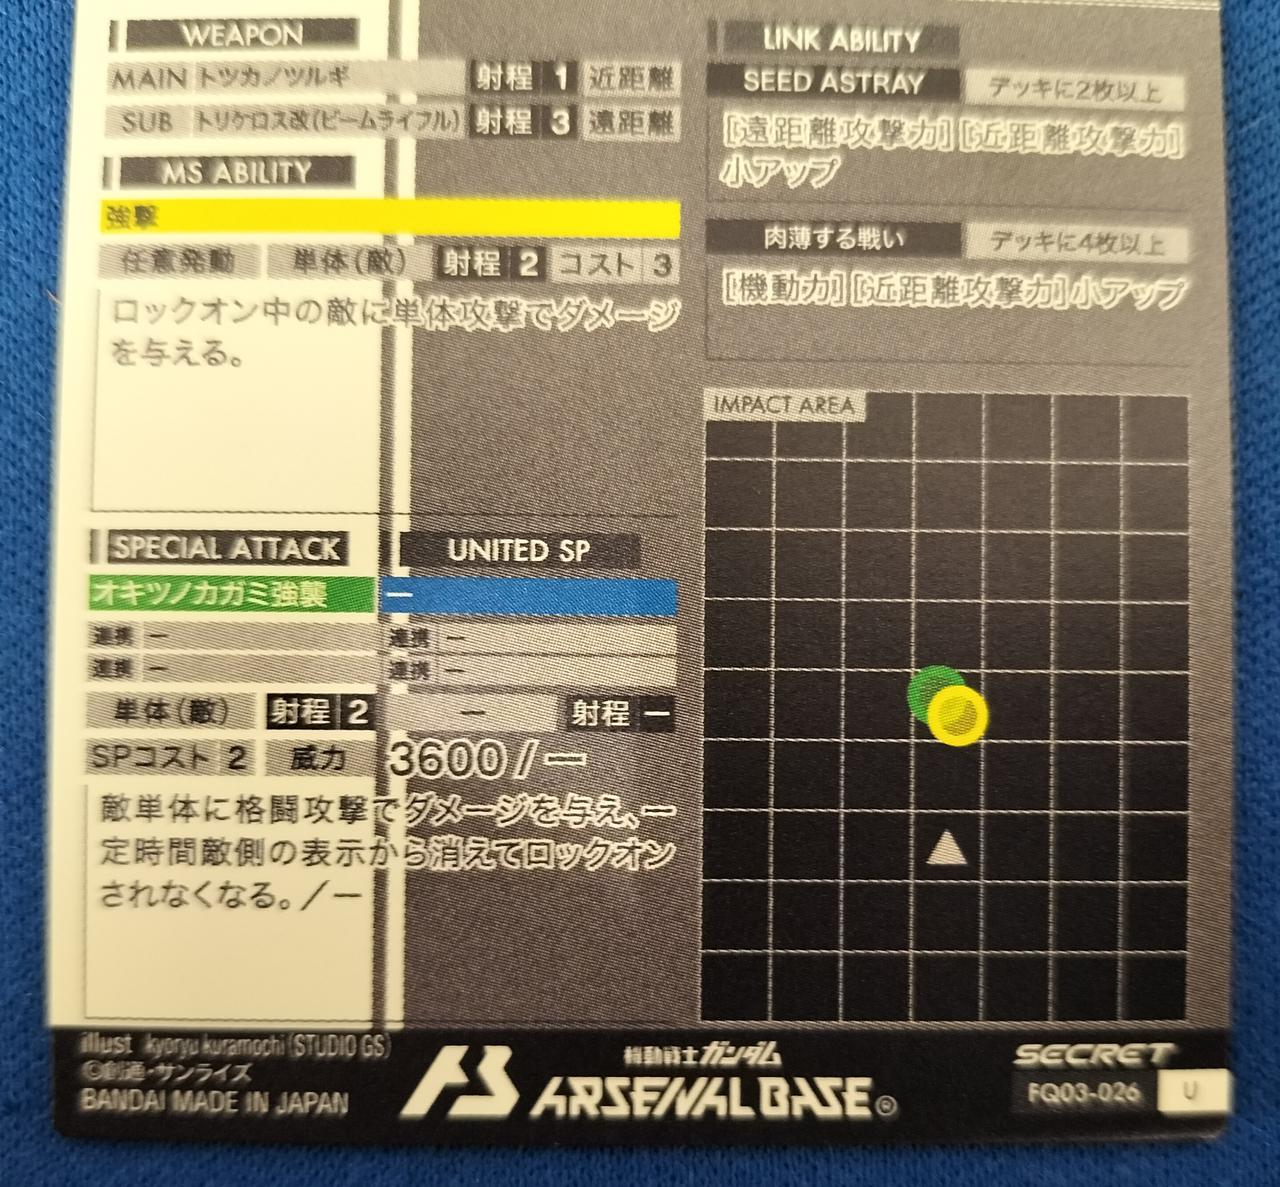 WEAPON
MAIN トツカノツルギ 射程 1 近距離
SUB トリケロス改(ビームライフル) 射程 3 遠距離
MS ABILITY
強撃
任意発動 単体(敵) 射程 2 コスト 3
ロックオン中の敵に単体攻撃でダメージ
を与える。
SPECIAL ATTACK
オキツノカガミ強襲
UNITED SP
—
連携 — 連携 —
連携 — 連携 —
単体(敵) 射程 2 — 射程 —
SPコスト 2 威力 3600/—
敵単体に格闘攻撃でダメージを与え、一
定時間敵側の表示から消えてロックオン
されなくなる。/—
LINK ABILITY
SEED ASTRAY デッキに2枚以上
[遠距離攻撃力][近距離攻撃力]
小アップ
肉薄する戦い デッキに4枚以上
[機動力][近距離攻撃力]小アップ
IMPACT AREA
illust kyoryu kuramochi(STUDIO GS)
©創通・サンライズ
BANDAI MADE IN JAPAN
機動戦士ガンダム
ARSENAL BASE®
SECRET
FQ03-026 U